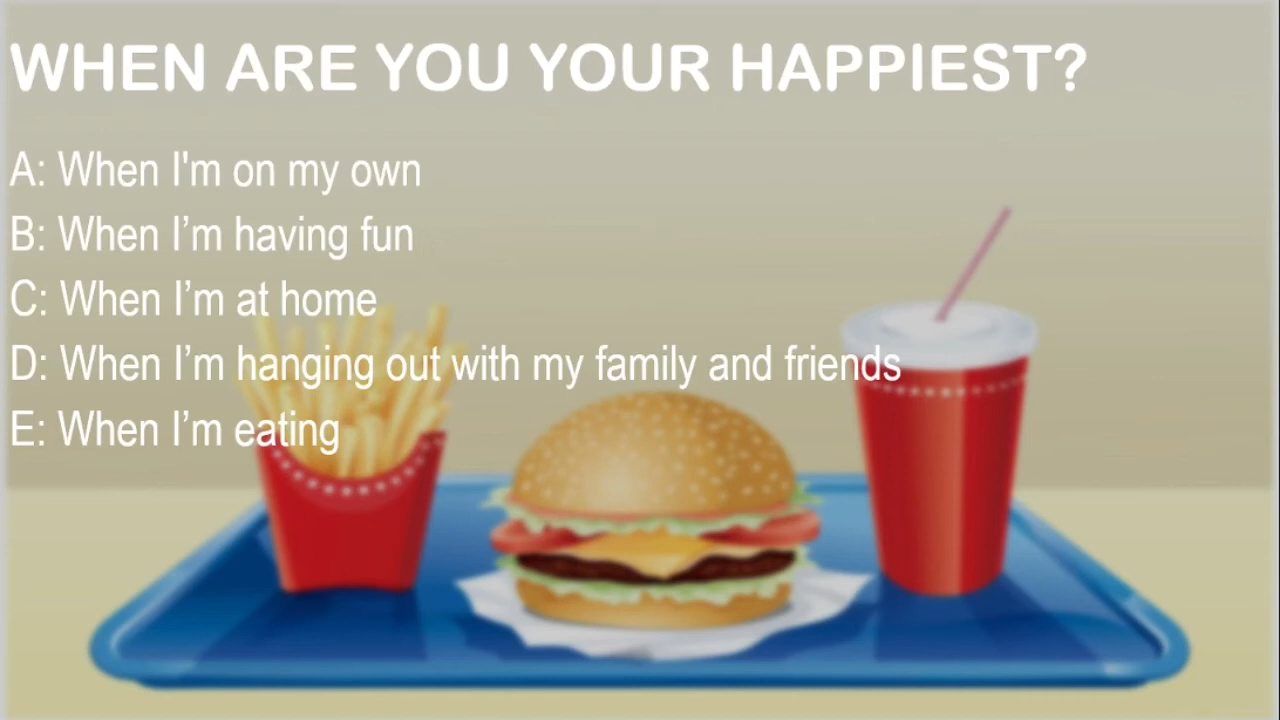 WHEN ARE YOU YOUR HAPPIEST?
A: When I'm on my own
B: When I’m having fun
C: When I’m at home
D: When I’m hanging out with my family and friends
E: When I’m eating